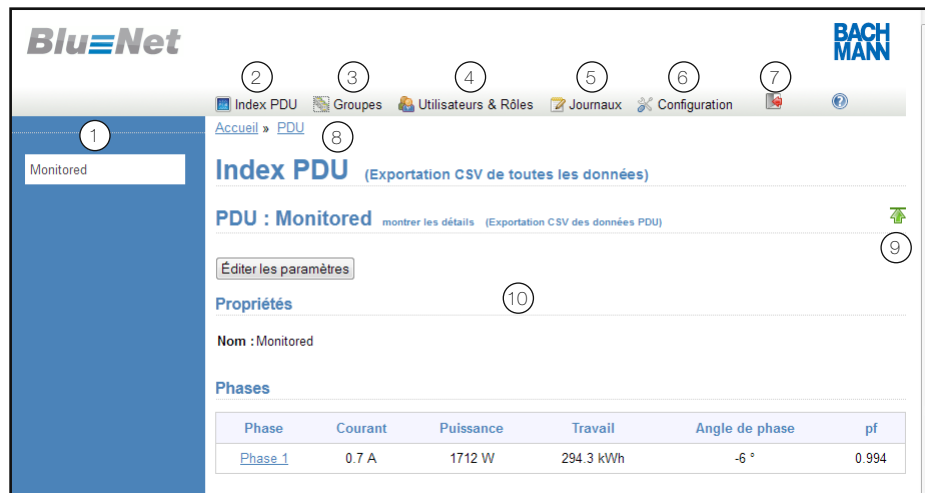 Blu≡Net
BACH
MANN
2 3 4 5 6 7
Index PDU Groupes Utilisateurs & Rôles Journaux Configuration ?
1
Accueil » PDU
8
Monitored
Index PDU (Exportation CSV de toutes les données)
PDU : Monitored montrer les détails (Exportation CSV des données PDU)
9
Éditer les paramètres
10
Propriétés
Nom : Monitored
Phases
Phase Courant Puissance Travail Angle de phase pf
Phase 1 0.7 A 1712 W 294.3 kWh -6 ° 0.994